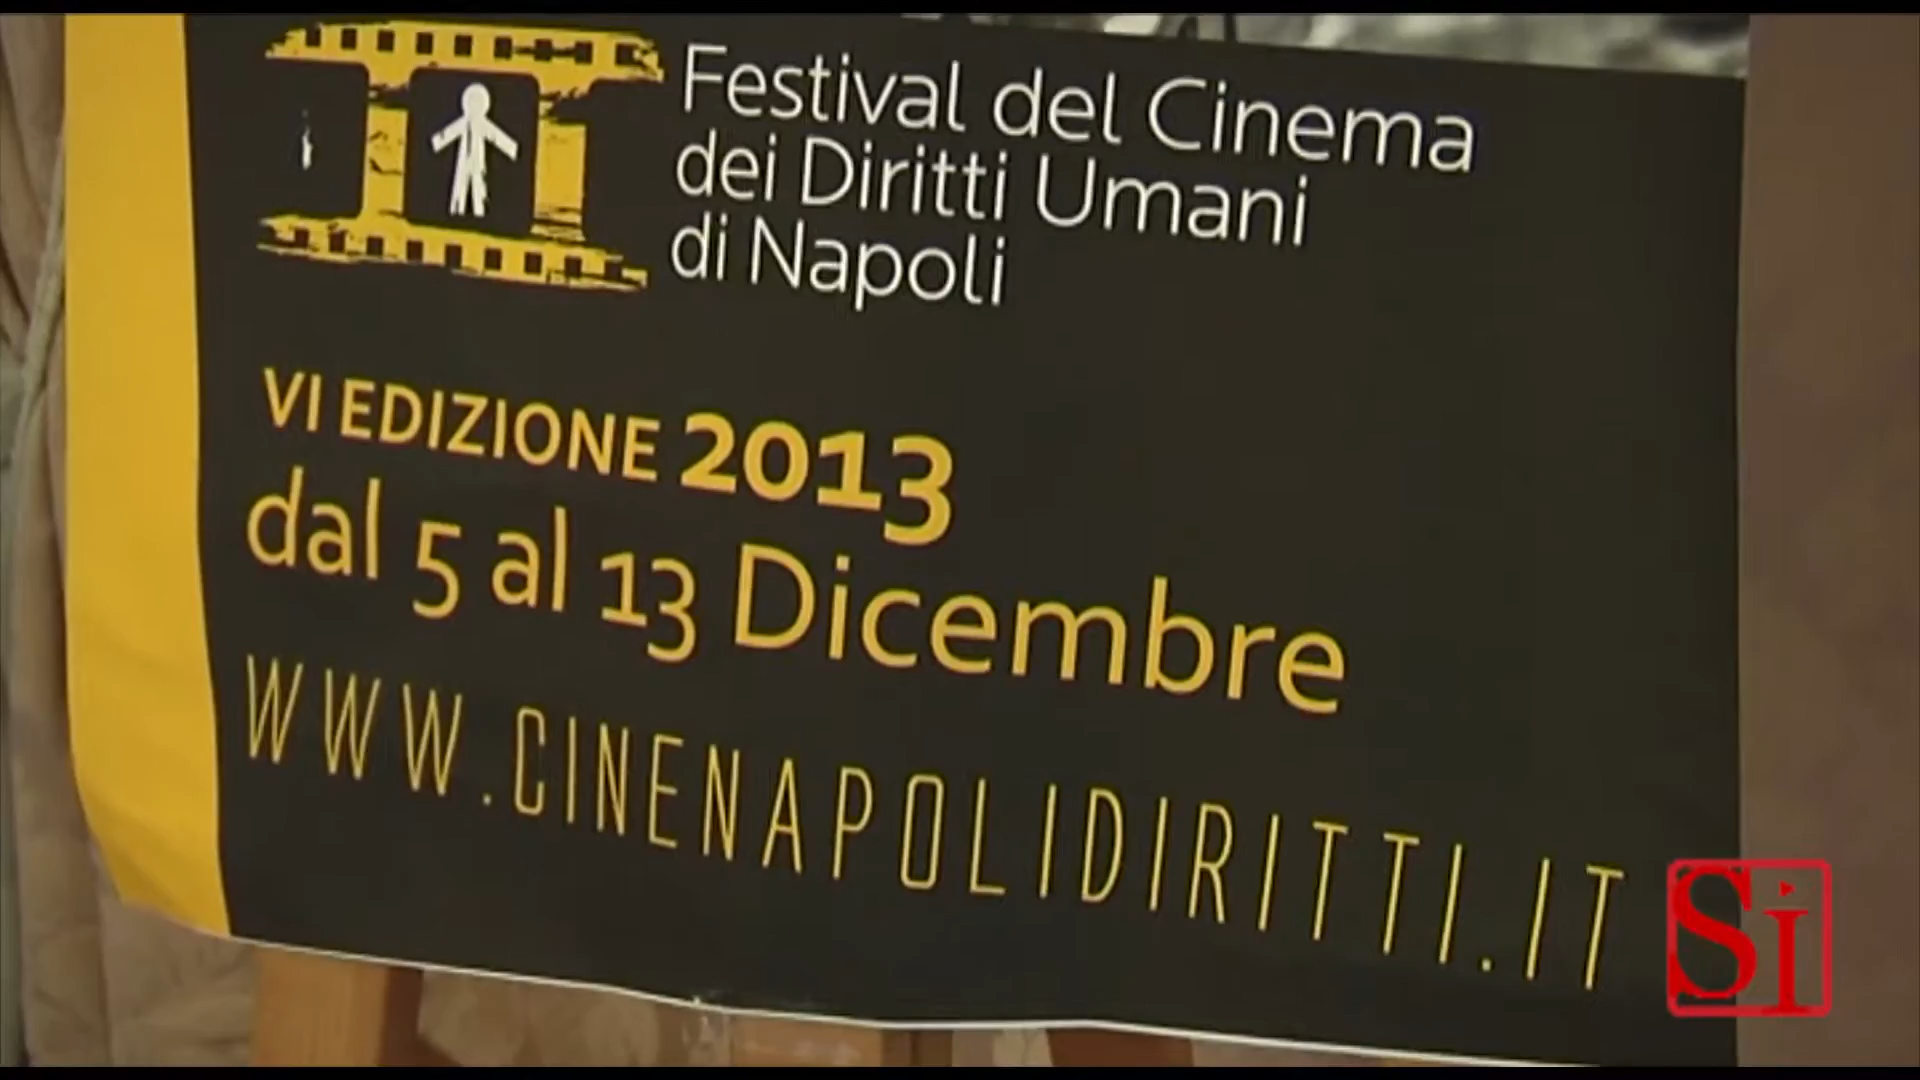 Festival del Cinema
dei Diritti Umani
di Napoli
VI EDIZIONE 2013
dal 5 al 13 Dicembre
WWW.CINENAPOLIDIRITTI.IT
Si